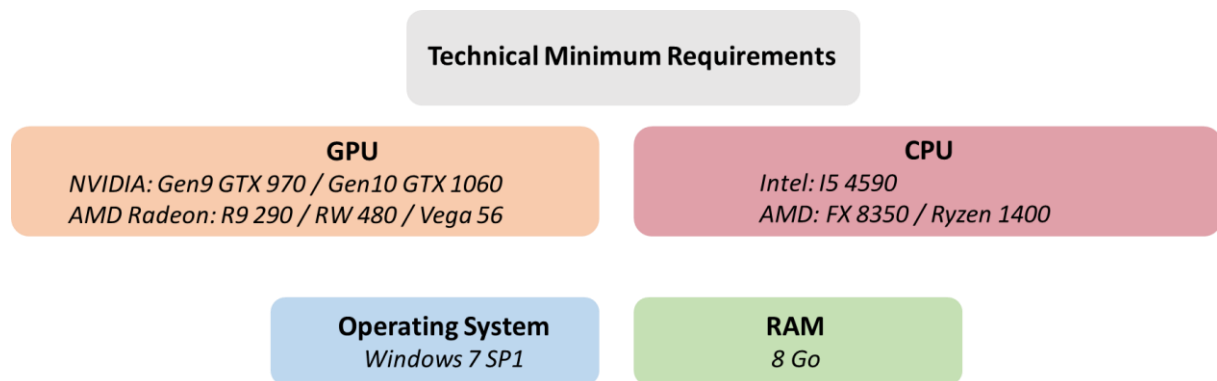 Technical Minimum Requirements
GPU
NVIDIA: Gen9 GTX 970 / Gen10 GTX 1060
AMD Radeon: R9 290 / RW 480 / Vega 56
CPU
Intel: I5 4590
AMD: FX 8350 / Ryzen 1400
Operating System
Windows 7 SP1
RAM
8 Go